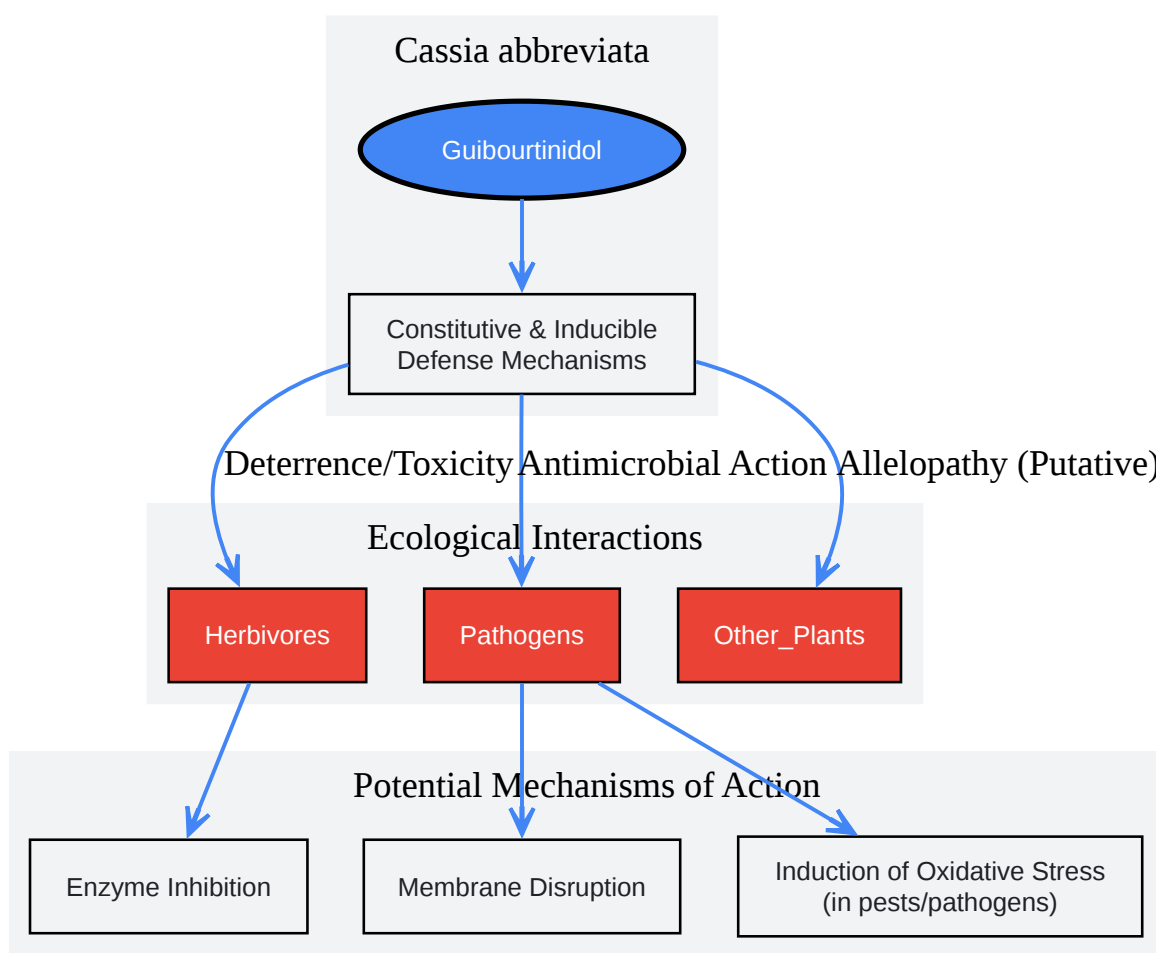 Cassia abbreviata
Guibourtinidol
Constitutive & Inducible
Defense Mechanisms
Deterrence/Toxicity Antimicrobial Action Allelopathy (Putative)
Ecological Interactions
Herbivores
Pathogens
Other_Plants
Potential Mechanisms of Action
Enzyme Inhibition
Membrane Disruption
Induction of Oxidative Stress
(in pests/pathogens)